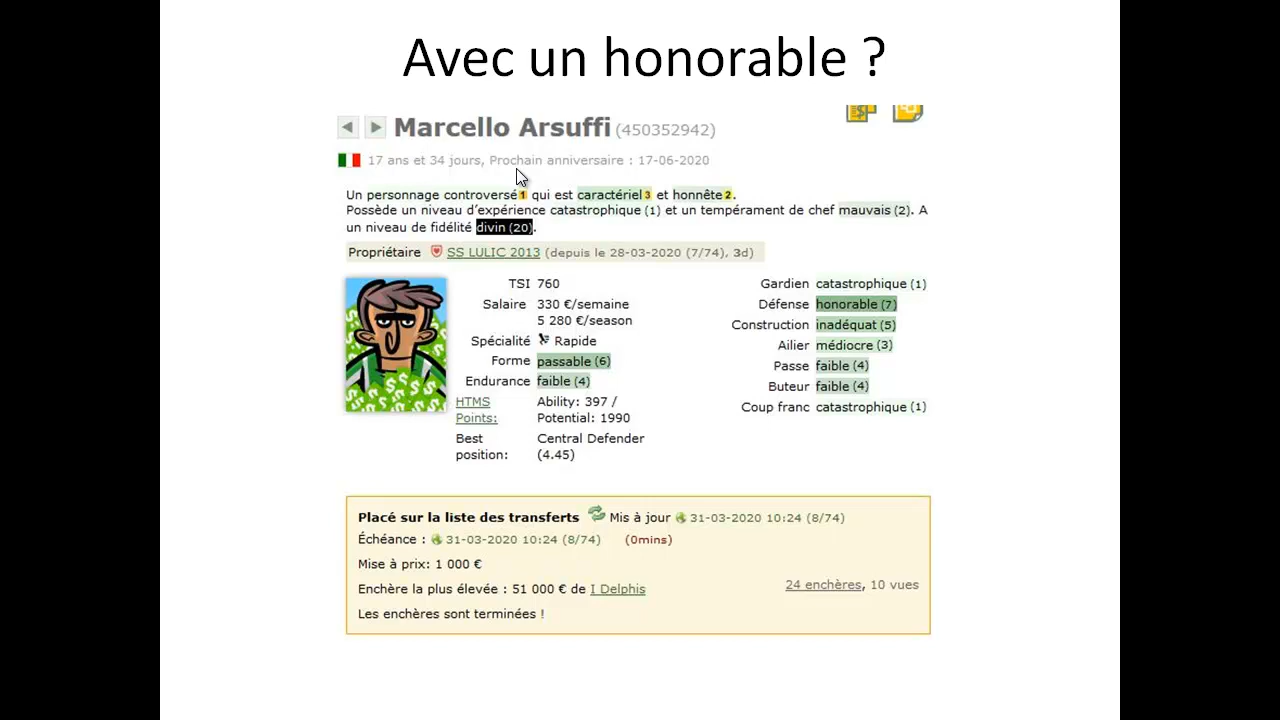 Avec un honorable ?
Marcello Arsuffi (450352942)
17 ans et 34 jours, Prochain anniversaire : 17-06-2020
Un personnage controversé 1 qui est caractériel 3 et honnête 2.
Possède un niveau d'expérience catastrophique (1) et un tempérament de chef mauvais (2). A
un niveau de fidélité divin (20).
Propriétaire SS LULIC 2013 (depuis le 28-03-2020 (7/74), 3d)
TSI 760
Salaire 330 €/semaine
5 280 €/season
Spécialité Rapide
Forme passable (6)
Endurance faible (4)
HTMS Points: Ability: 397 /
Potential: 1990
Best position: Central Defender
(4.45)
Gardien catastrophique (1)
Défense honorable (7)
Construction inadéquat (5)
Ailier médiocre (3)
Passe faible (4)
Buteur faible (4)
Coup franc catastrophique (1)
Placé sur la liste des transferts Mis à jour 31-03-2020 10:24 (8/74)
Échéance : 31-03-2020 10:24 (8/74) (0mins)
Mise à prix: 1 000 €
Enchère la plus élevée : 51 000 € de I Delphis
24 enchères, 10 vues
Les enchères sont terminées !